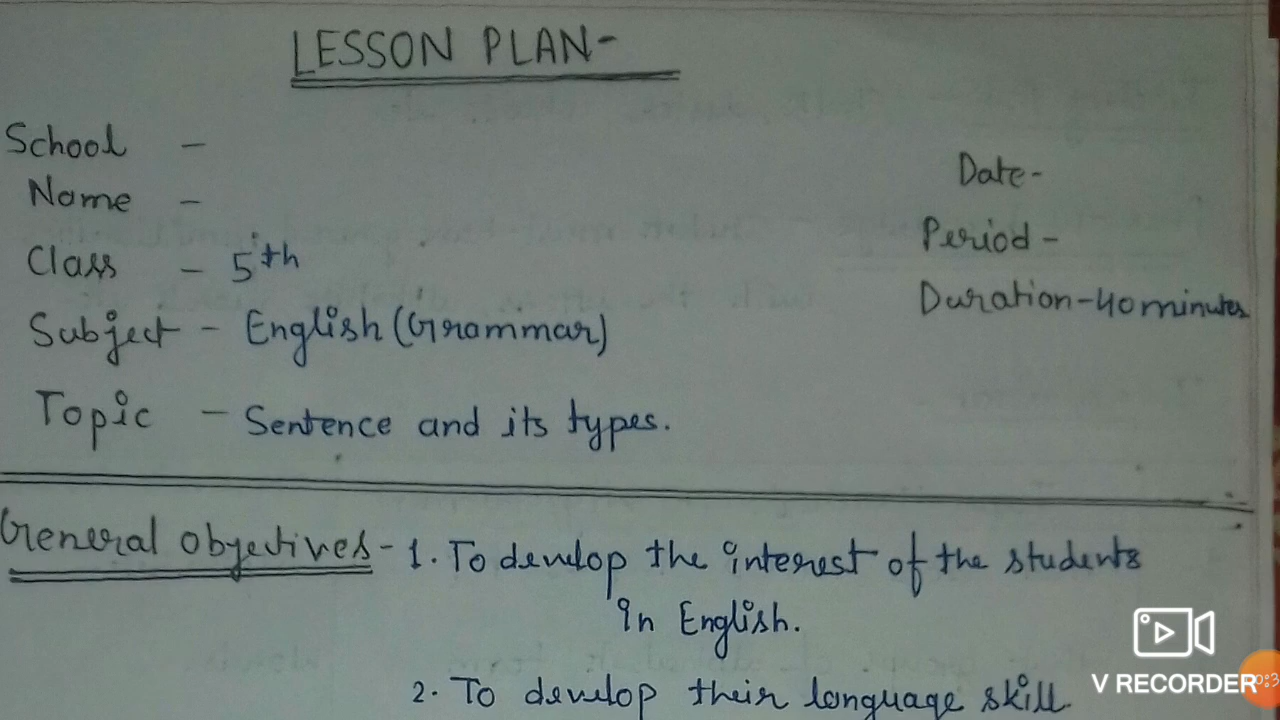 LESSON PLAN-
School -
Name -
Class - 5th
Subject - English (Grammar)
Topic - Sentence and its types.
Date-
Period-
Duration-40 minutes
General objectives- 1. To develop the interest of the students
in English.
2. To develop their language skill.
V RECORDER